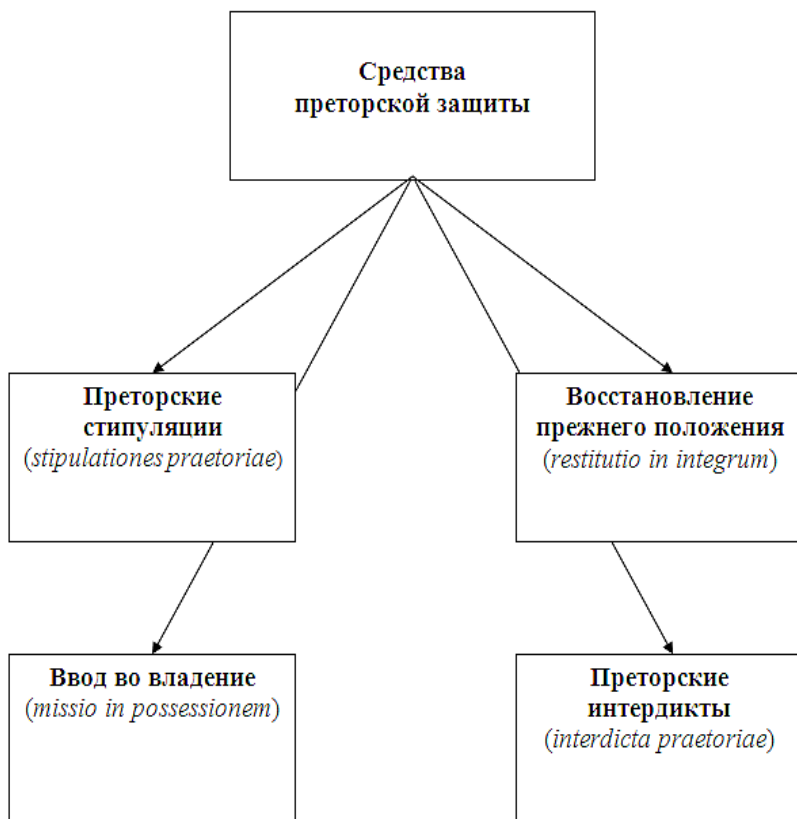 Средства
преторской защиты
Преторские
стипуляции
(stipulationes praetoriae)
Восстановление
прежнего положения
(restitutio in integrum)
Ввод во владение
(missio in possessionem)
Преторские
интердикты
(interdicta praetoriae)